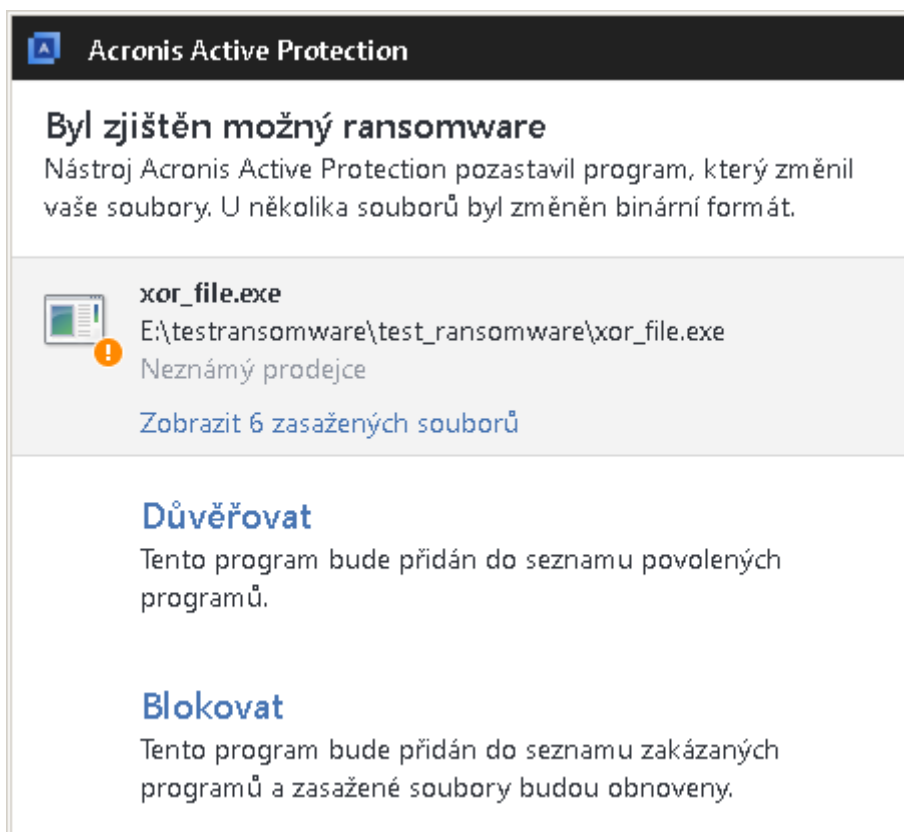 Acronis Active Protection
Byl zjištěn možný ransomware
Nástroj Acronis Active Protection pozastavil program, který změnil
vaše soubory. U několika souborů byl změněn binární formát.
xor_file.exe
E:\testransomware\test_ransomware\xor_file.exe
Neznámý prodejce
Zobrazit 6 zasažených souborů
Důvěřovat
Tento program bude přidán do seznamu povolených
programů.
Blokovat
Tento program bude přidán do seznamu zakázaných
programů a zasažené soubory budou obnoveny.